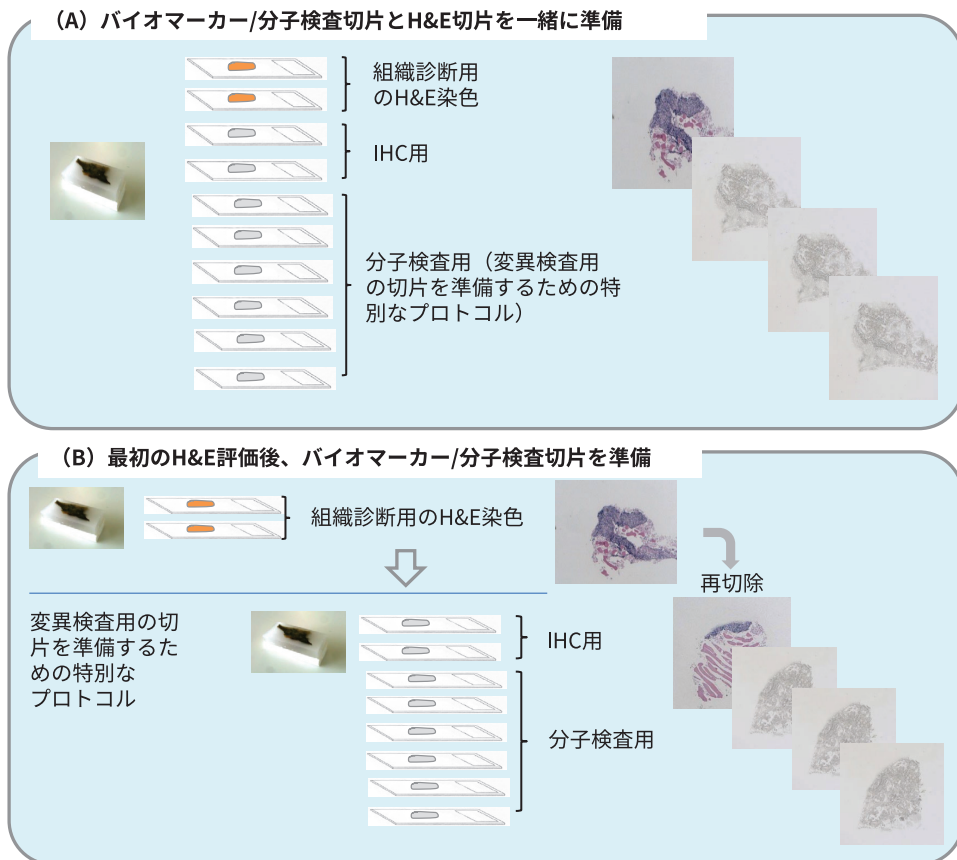 （A）バイオマーカー/分子検査切片とH&E切片を一緒に準備
組織診断用
のH&E染色
IHC用
分子検査用（変異検査用
の切片を準備するための特
別なプロトコル）
（B）最初のH&E評価後、バイオマーカー/分子検査切片を準備
組織診断用のH&E染色
再切除
変異検査用の切
片を準備するた
めの特別な
プロトコル
IHC用
分子検査用